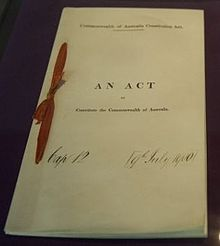 Commonwealth of Australia Constitution Act.
AN ACT
TO
Constitute the Commonwealth of Australia.
Cap 12 9th July 1900